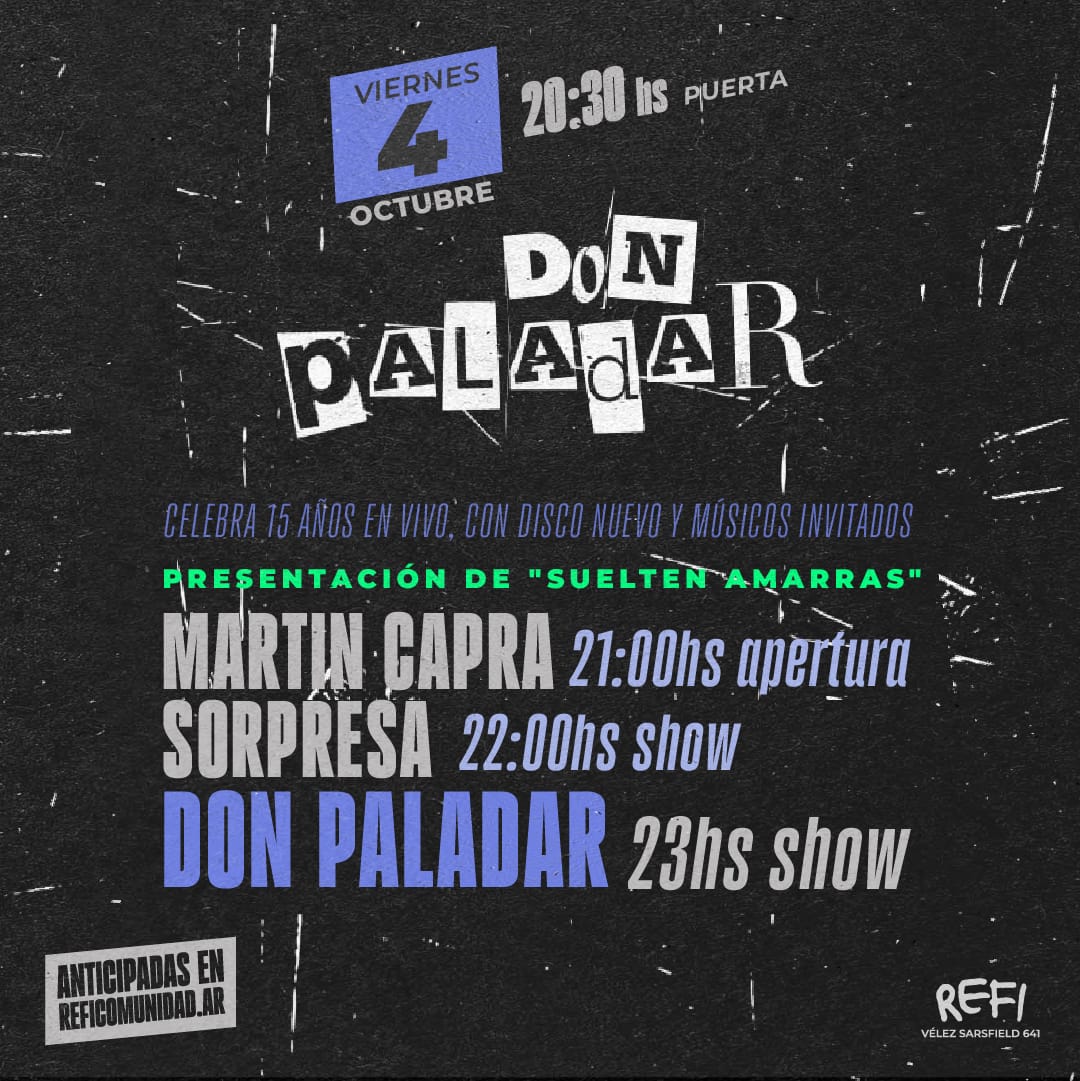 VIERNES
4
OCTUBRE
20:30 hs PUERTA
DON
PALAdAR
CELEBRA 15 AÑOS EN VIVO, CON DISCO NUEVO Y MÚSICOS INVITADOS
PRESENTACIÓN DE "SUELTEN AMARRAS"
MARTIN CAPRA 21:00hs apertura
SORPRESA 22:00hs show
DON PALADAR 23hs show
ANTICIPADAS EN
REFICOMUNIDAD.AR
REFI
VÉLEZ SARSFIELD 641